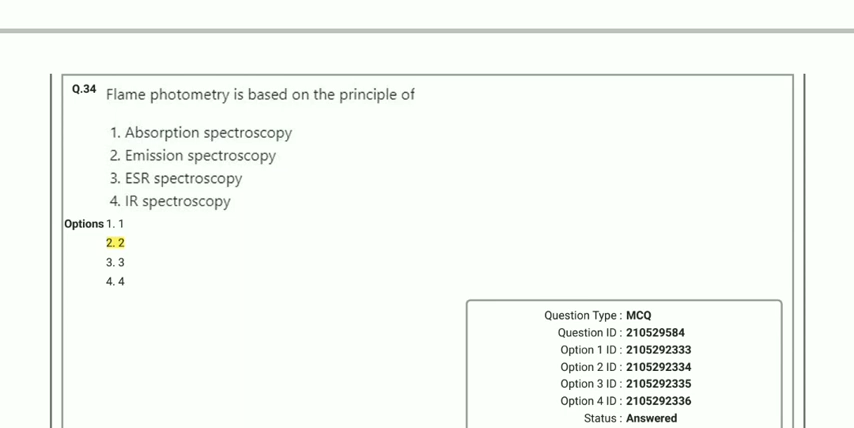 Q.34 Flame photometry is based on the principle of
1. Absorption spectroscopy
2. Emission spectroscopy
3. ESR spectroscopy
4. IR spectroscopy
Options 1. 1
2. 2
3. 3
4. 4
Question Type : MCQ
Question ID : 210529584
Option 1 ID : 2105292333
Option 2 ID : 2105292334
Option 3 ID : 2105292335
Option 4 ID : 2105292336
Status : Answered